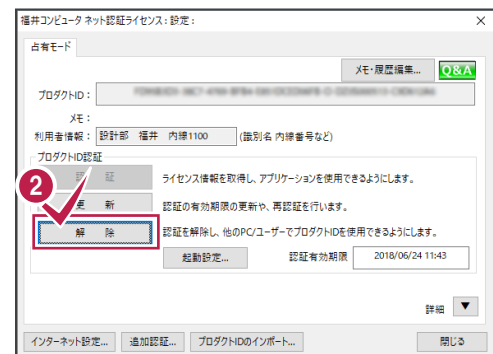 福井コンピュータ ネット認証ライセンス：設定：
占有モード
メモ・履歴編集... Q&A
プロダクトID：
メモ：
利用者情報： 設計部 福井 内線1100 (識別名 内線番号など)
プロダクトID認証
証 ライセンス情報を取得し、アプリケーションを使用できるようにします。
2
更 新 認証の有効期限の更新や、再認証を行います。
解 除 認証を解除し、他のPC/ユーザーでプロダクトIDを使用できるようにします。
起動設定... 認証有効期限 2018/06/24 11:43
詳細 ▼
インターネット設定... 追加認証... プロダクトIDのインポート... 閉じる